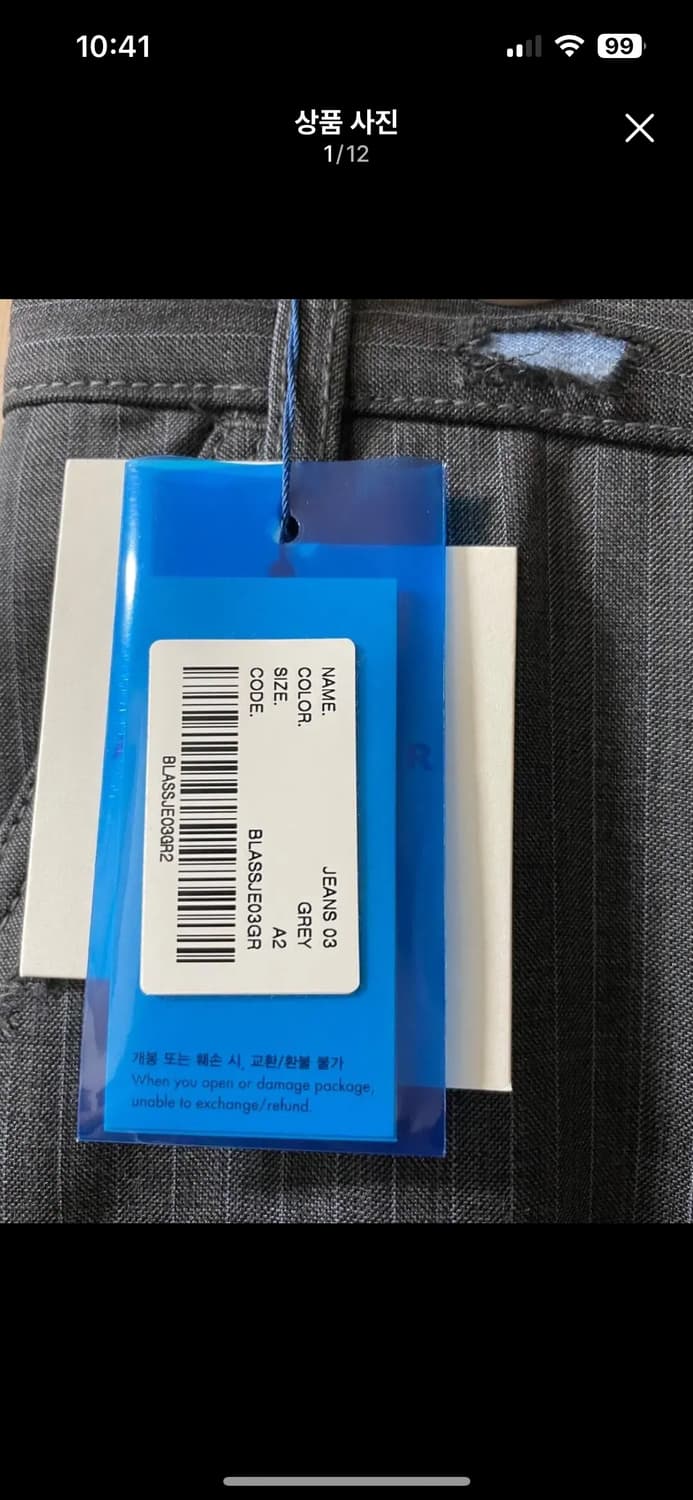 10:41
99
상품 사진
1/12
R
NAME. JEANS 03
COLOR. GREY
SIZE. A2
CODE. BLASSJE03GR
BLASSJE03GR2
개봉 또는 훼손 시, 교환/환불 불가
When you open or damage package,
unable to exchange/refund.